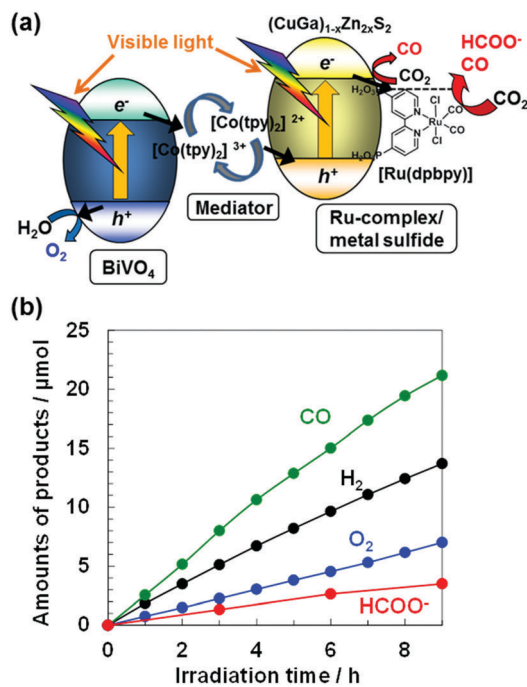 (a)
(CuGa)₁₋ₓZn₂ₓS₂
Visible light
CO
CO₂
HCOO⁻
CO
CO₂
e⁻
e⁻
[Co(tpy)₂] ²⁺
[Co(tpy)₂] ³⁺
H₂O₃P
Cl
CO
Ru
CO
Cl
N
N
H₂O₃P
[Ru(dpbpy)]
h⁺
h⁺
H₂O
O₂
Mediator
BiVO₄
Ru-complex/
metal sulfide
(b)
Amounts of products / μmol
25
20
15
10
5
0
CO
H₂
O₂
HCOO⁻
0 2 4 6 8
Irradiation time / h